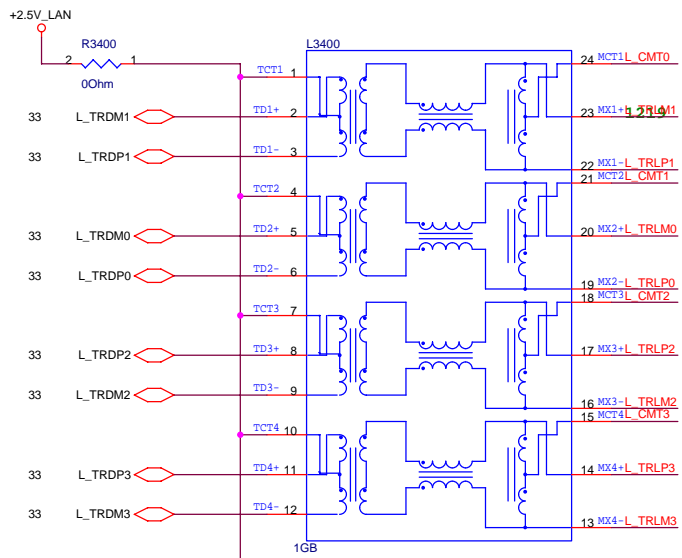 +2.5V_LAN
R3400
2 1
0Ohm
L3400
TCT1 1 24 MCT1 L_CMT0
33 L_TRDM1 TD1+ 2 23 MX1+ L_TRLM1
1219
33 L_TRDP1 TD1- 3 22 MX1- L_TRLP1
TCT2 4 21 MCT2 L_CMT1
33 L_TRDM0 TD2+ 5 20 MX2+ L_TRLM0
33 L_TRDP0 TD2- 6 19 MX2- L_TRLP0
TCT3 7 18 MCT3 L_CMT2
33 L_TRDP2 TD3+ 8 17 MX3+ L_TRLP2
33 L_TRDM2 TD3- 9 16 MX3- L_TRLM2
TCT4 10 15 MCT4 L_CMT3
33 L_TRDP3 TD4+ 11 14 MX4+ L_TRLP3
33 L_TRDM3 TD4- 12 13 MX4- L_TRLM3
1GB